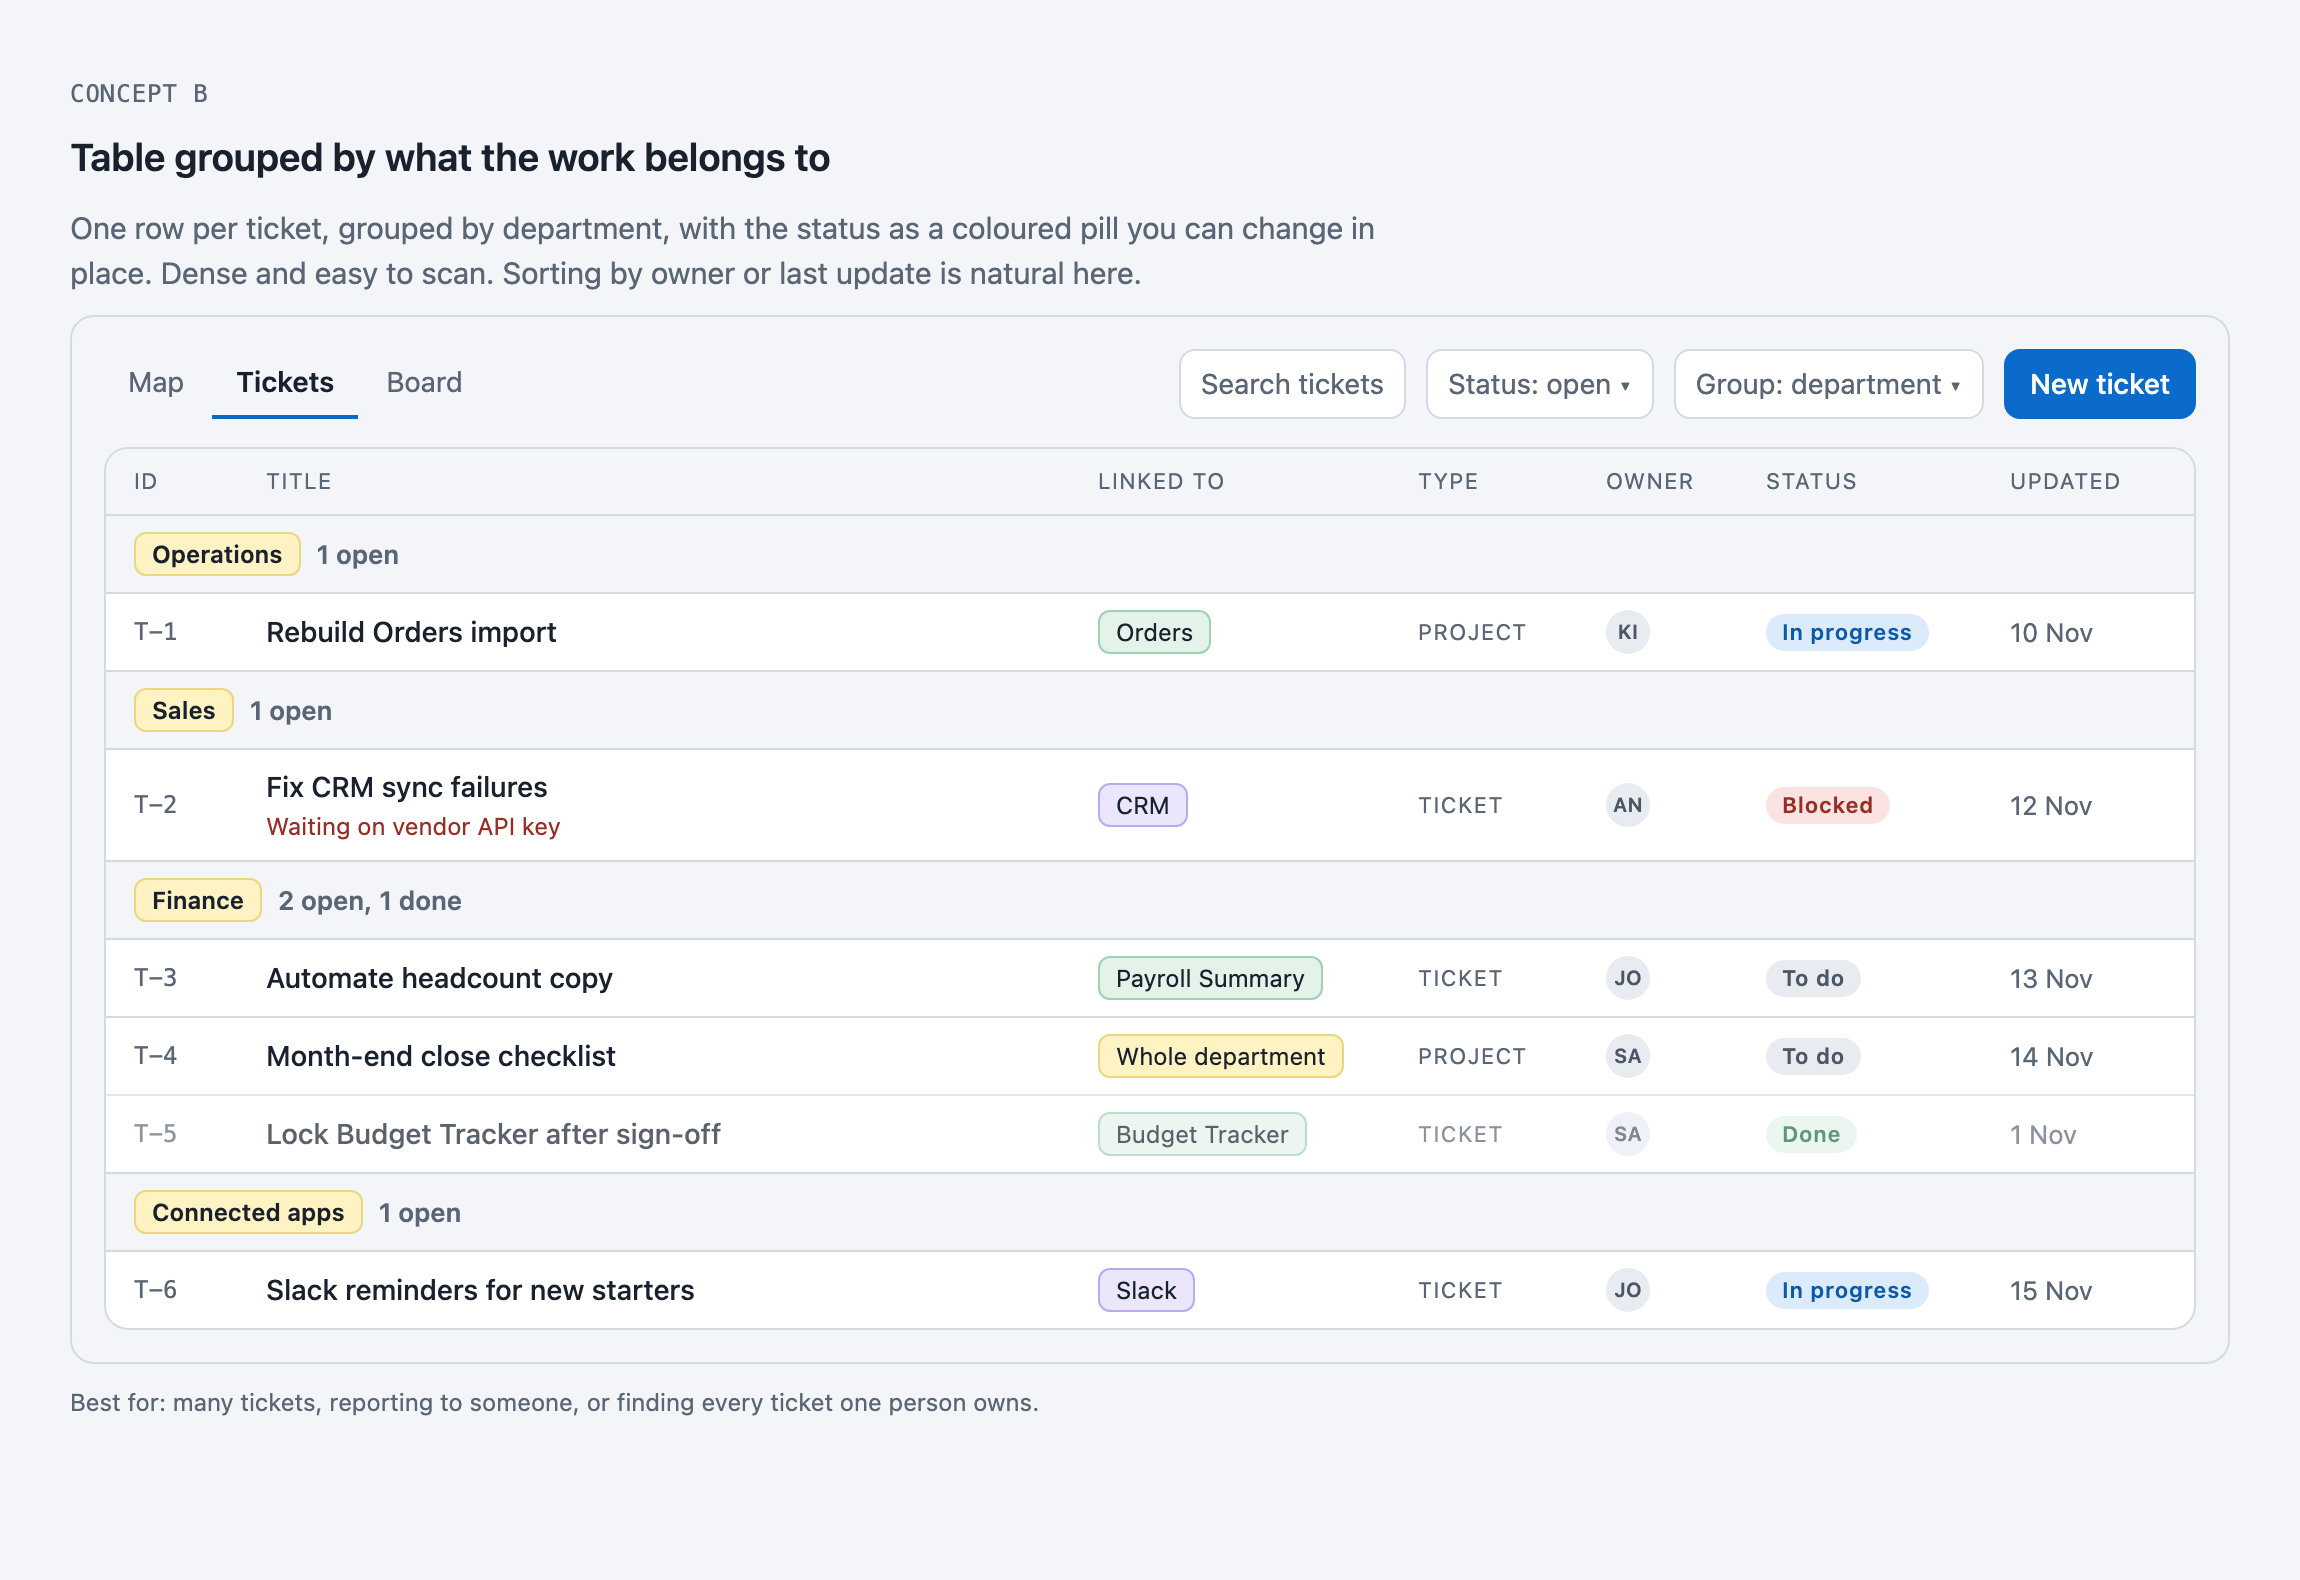 CONCEPT B
Table grouped by what the work belongs to
One row per ticket, grouped by department, with the status as a coloured pill you can change in
place. Dense and easy to scan. Sorting by owner or last update is natural here.
Map Tickets Board Search tickets Status: open ▾ Group: department ▾ New ticket
ID TITLE LINKED TO TYPE OWNER STATUS UPDATED
Operations 1 open
T–1 Rebuild Orders import Orders PROJECT KI In progress 10 Nov
Sales 1 open
T–2 Fix CRM sync failures CRM TICKET AN Blocked 12 Nov
Waiting on vendor API key
Finance 2 open, 1 done
T–3 Automate headcount copy Payroll Summary TICKET JO To do 13 Nov
T–4 Month-end close checklist Whole department PROJECT SA To do 14 Nov
T–5 Lock Budget Tracker after sign-off Budget Tracker TICKET SA Done 1 Nov
Connected apps 1 open
T–6 Slack reminders for new starters Slack TICKET JO In progress 15 Nov
Best for: many tickets, reporting to someone, or finding every ticket one person owns.